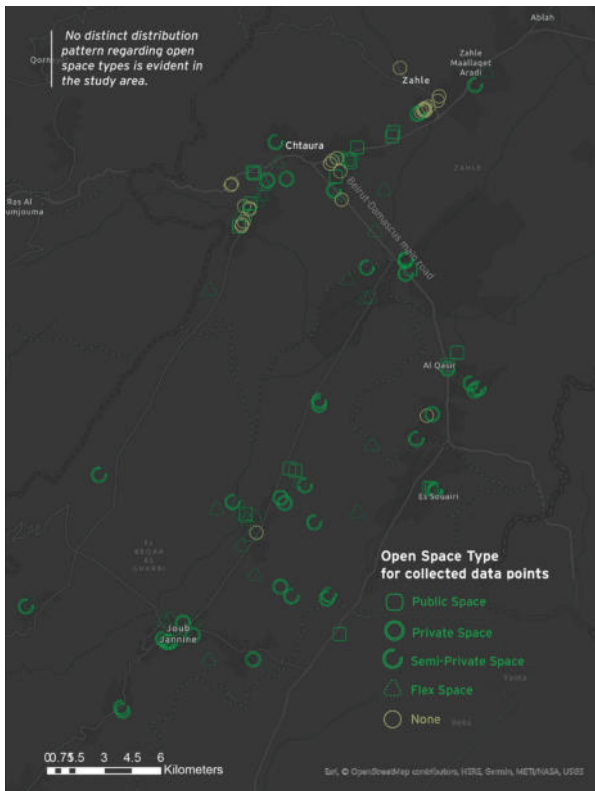 No distinct distribution
pattern regarding open
space types is evident in
the study area.
Ablah
Zahle
Maallaqet
Aradi
Zahle
Chtaura
ZAHLE
Ras Al
Beirut Damascus main road
Al Qasir
Es Souairi
Joub
Jannine
Open Space Type
for collected data points
Public Space
Private Space
Semi-Private Space
Flex Space
None
3 4.5 6
Kilometers
Esri, © OpenStreetMap contributors, HERE, Garmin, METI/NASA, USGS